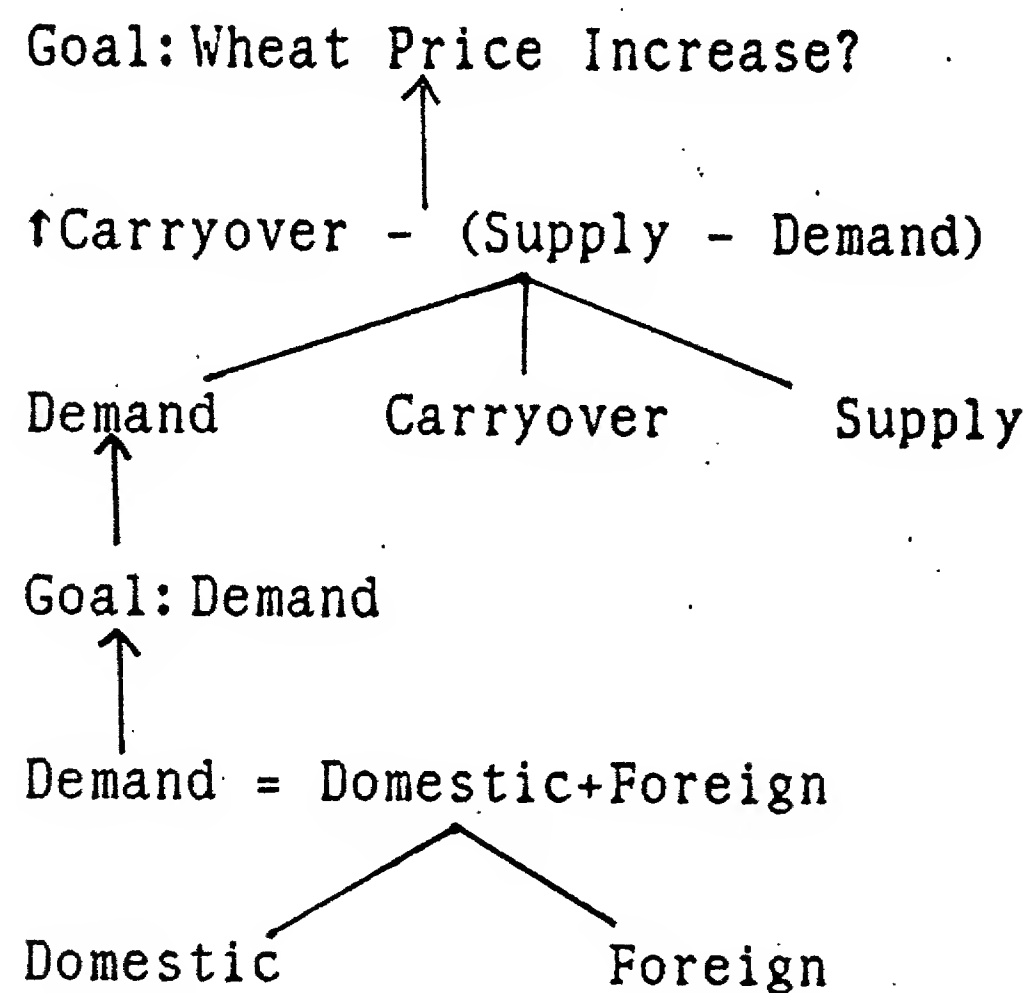 Goal: Wheat Price Increase?
↑Carryover - (Supply - Demand)
Demand Carryover Supply
Goal: Demand
Demand = Domestic+Foreign
Domestic Foreign